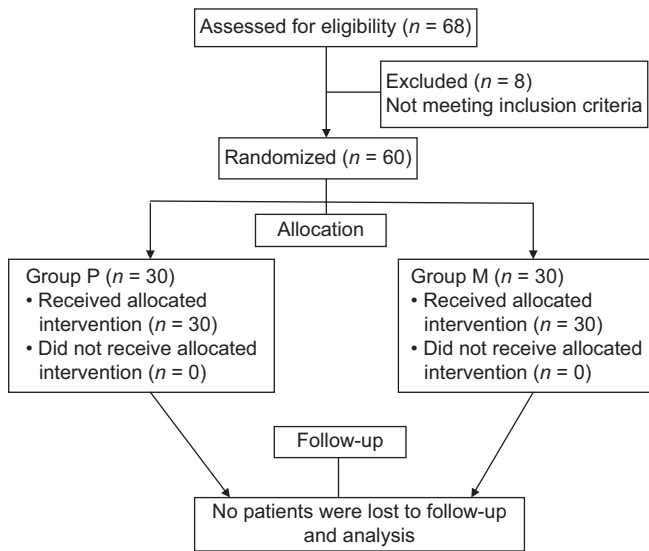 Assessed for eligibility (n = 68)
Excluded (n = 8)
Not meeting inclusion criteria
Randomized (n = 60)
Allocation
Group P (n = 30)
• Received allocated
intervention (n = 30)
• Did not receive allocated
intervention (n = 0)
Group M (n = 30)
• Received allocated
intervention (n = 30)
• Did not receive allocated
intervention (n = 0)
Follow-up
No patients were lost to follow-up
and analysis